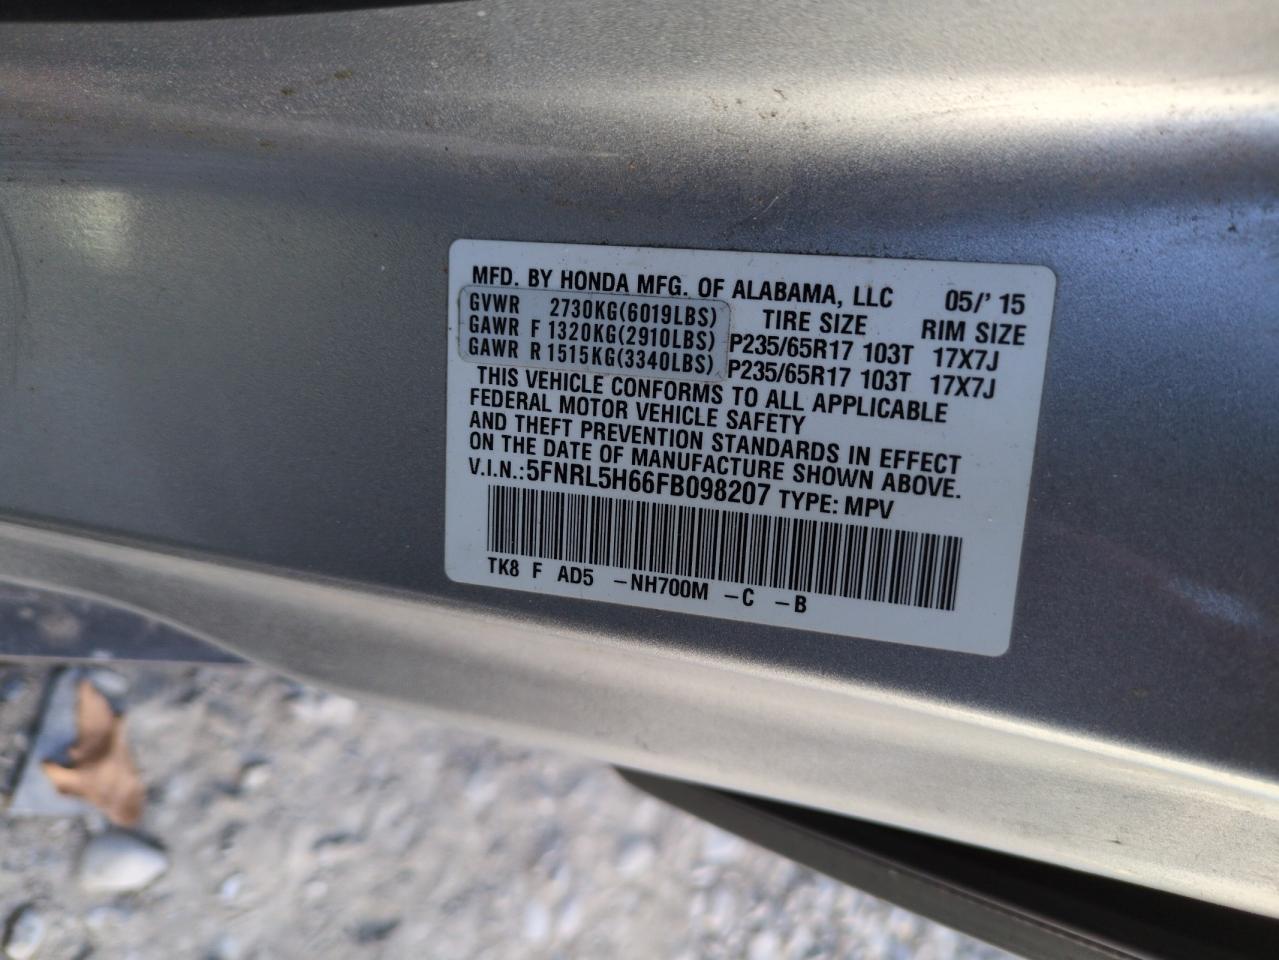 MFD. BY HONDA MFG. OF ALABAMA, LLC 05/' 15
GVWR 2730KG(6019LBS) TIRE SIZE RIM SIZE
GAWR F 1320KG(2910LBS) P235/65R17 103T 17X7J
GAWR R 1515KG(3340LBS) P235/65R17 103T 17X7J
THIS VEHICLE CONFORMS TO ALL APPLICABLE
FEDERAL MOTOR VEHICLE SAFETY
AND THEFT PREVENTION STANDARDS IN EFFECT
ON THE DATE OF MANUFACTURE SHOWN ABOVE.
V.I.N.:5FNRL5H66FB098207 TYPE: MPV
TK8 F AD5 -NH700M -C -B